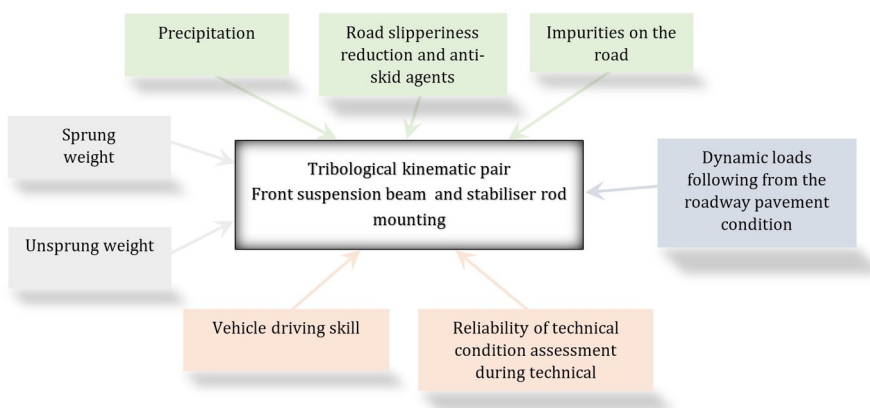 Precipitation
Road slipperiness
reduction and anti-
skid agents
Impurities on the
road
Sprung
weight
Tribological kinematic pair
Front suspension beam and stabiliser rod
mounting
Dynamic loads
following from the
roadway pavement
condition
Unsprung weight
Vehicle driving skill
Reliability of technical
condition assessment
during technical